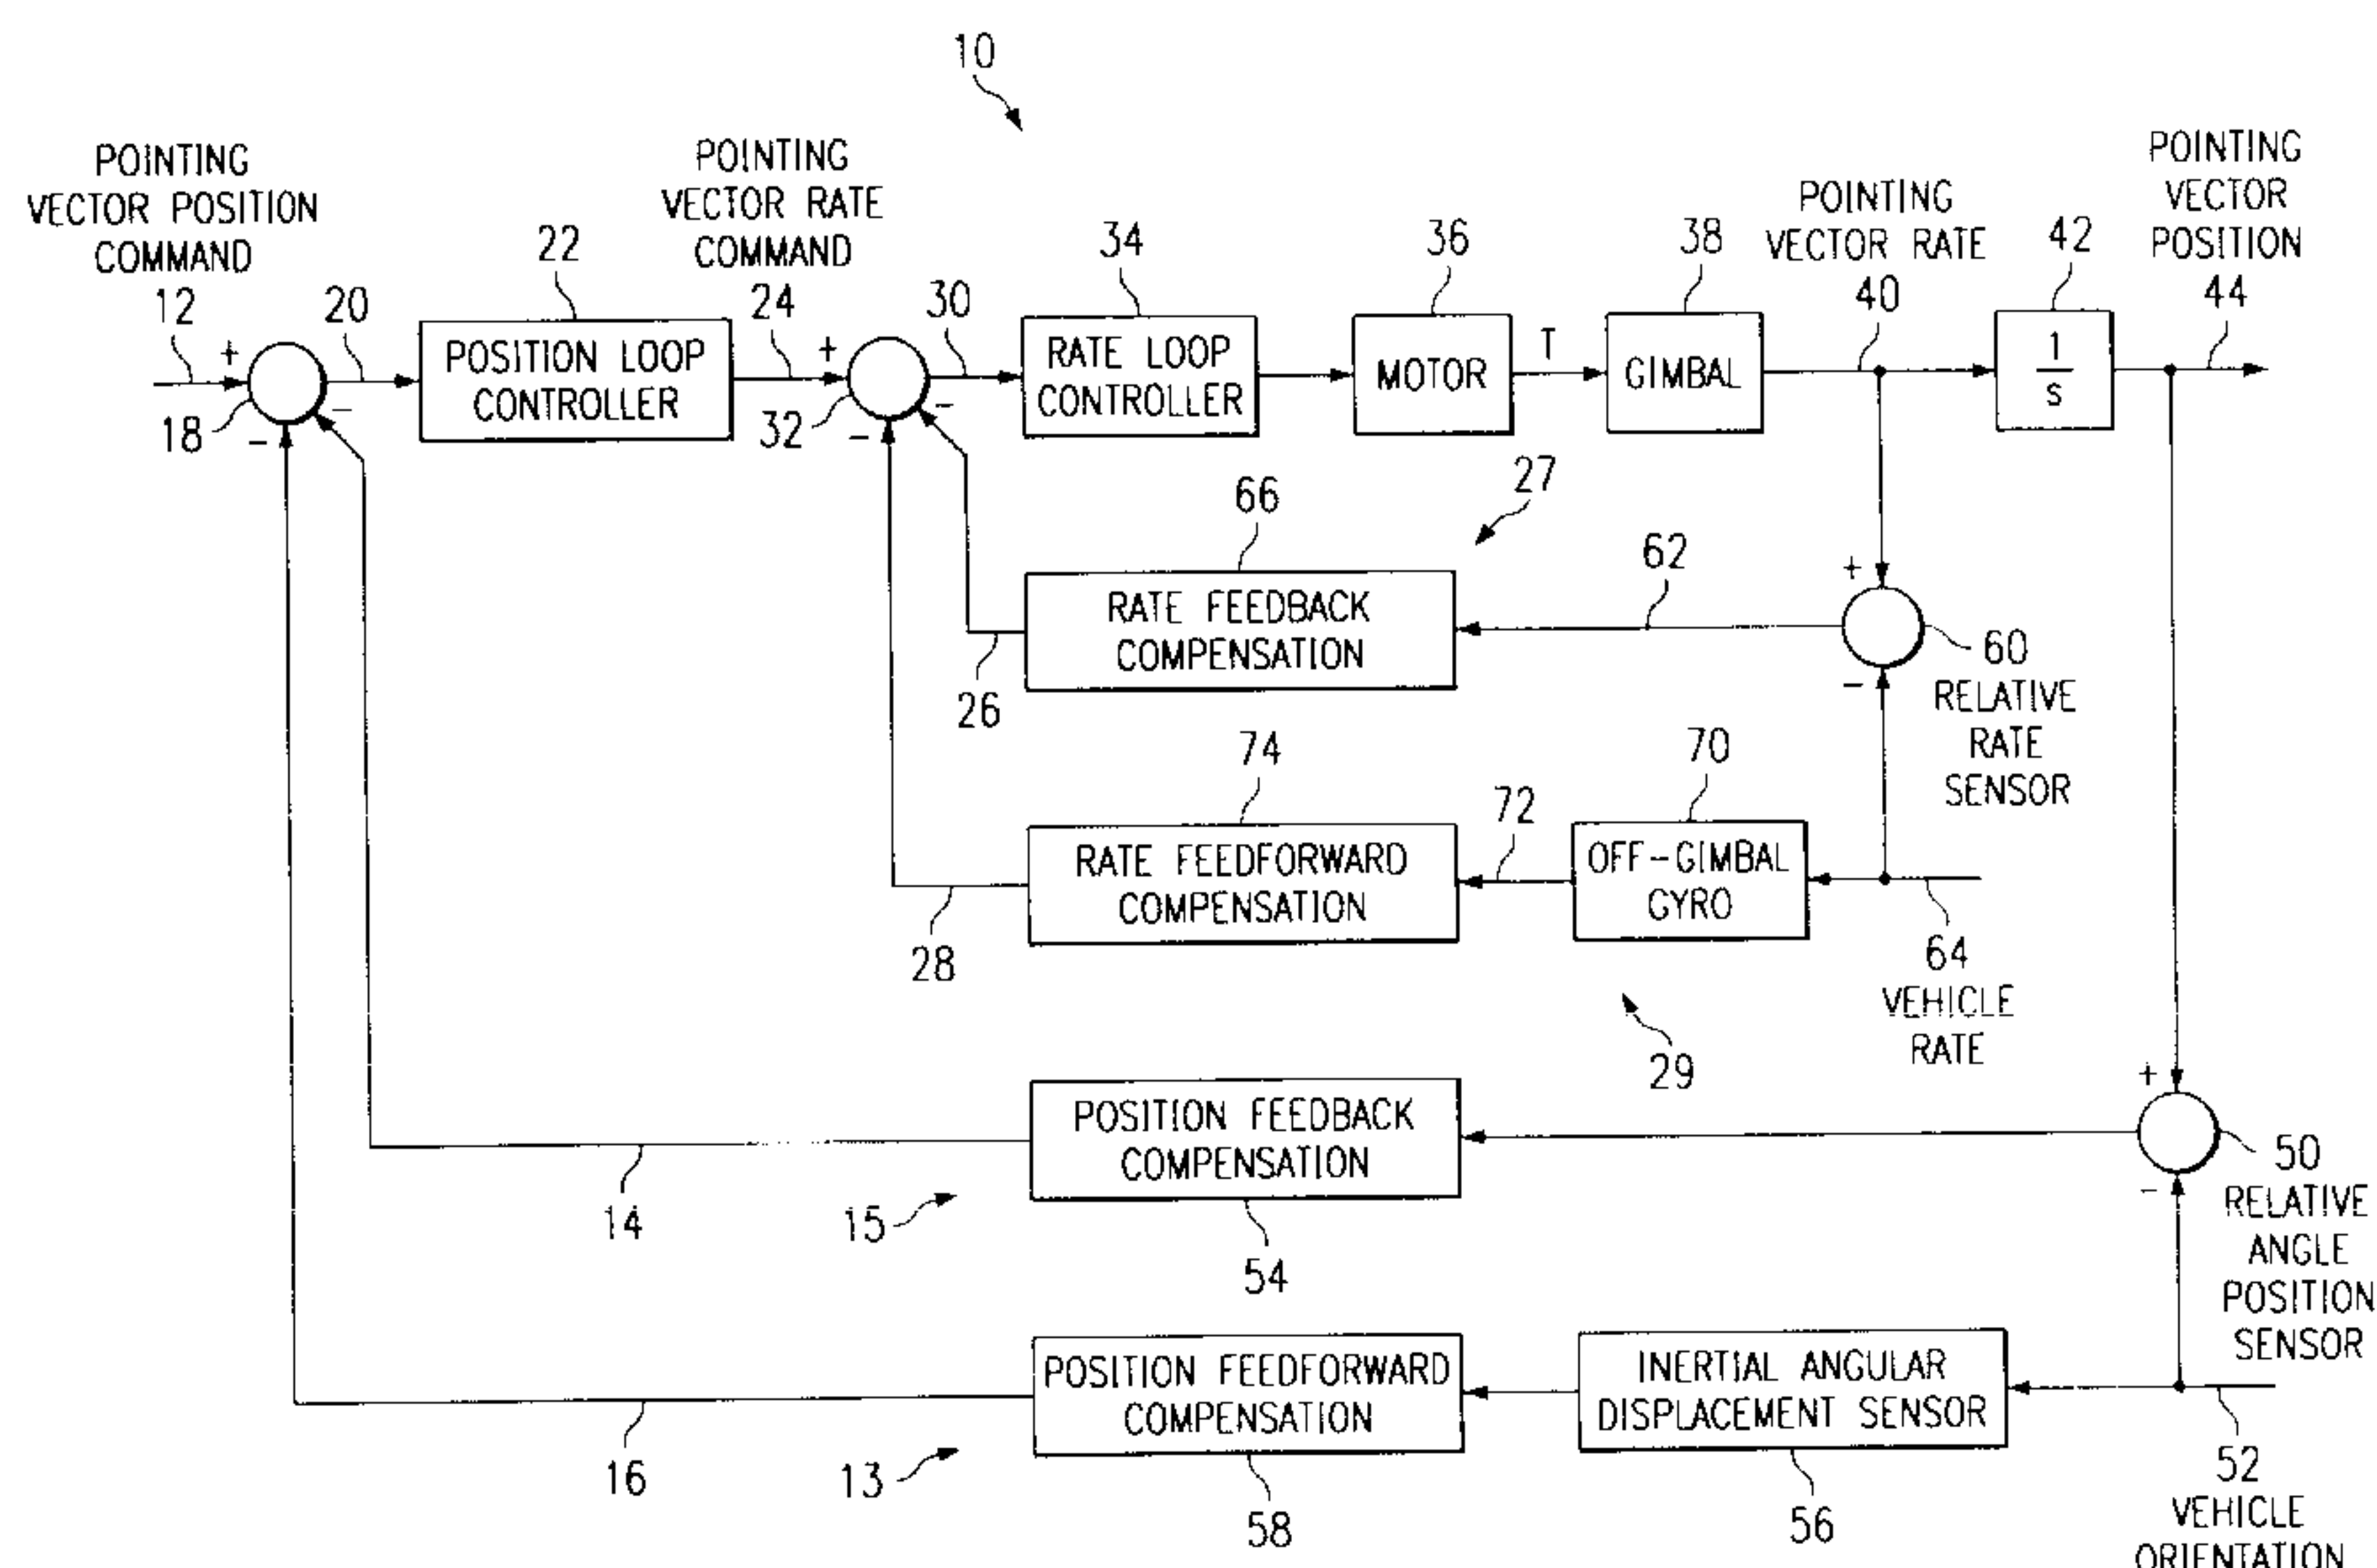 10
POINTING
VECTOR POSITION
COMMAND
12
+
18
-
-
20
22
POSITION LOOP
CONTROLLER
POINTING
VECTOR RATE
COMMAND
24
+
32
-
-
30
34
RATE LOOP
CONTROLLER
36
MOTOR
T
38
GIMBAL
POINTING
VECTOR RATE
40
42
1
s
POINTING
VECTOR
POSITION
44
27
66
RATE FEEDBACK
COMPENSATION
26
62
+
-
60
RELATIVE
RATE
SENSOR
74
RATE FEEDFORWARD
COMPENSATION
28
72
70
OFF-GIMBAL
GYRO
64
VEHICLE
RATE
29
POSITION FEEDBACK
COMPENSATION
14
15
54
+
-
50
RELATIVE
ANGLE
POSITION
SENSOR
POSITION FEEDFORWARD
COMPENSATION
16
13
58
INERTIAL ANGULAR
DISPLACEMENT SENSOR
56
52
VEHICLE
ORIENTATION